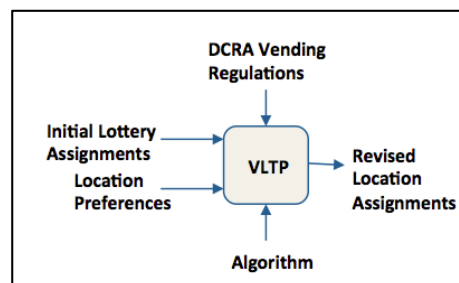 DCRA Vending
Regulations
Initial Lottery
Assignments
Location
Preferences
VLTP
Revised
Location
Assignments
Algorithm